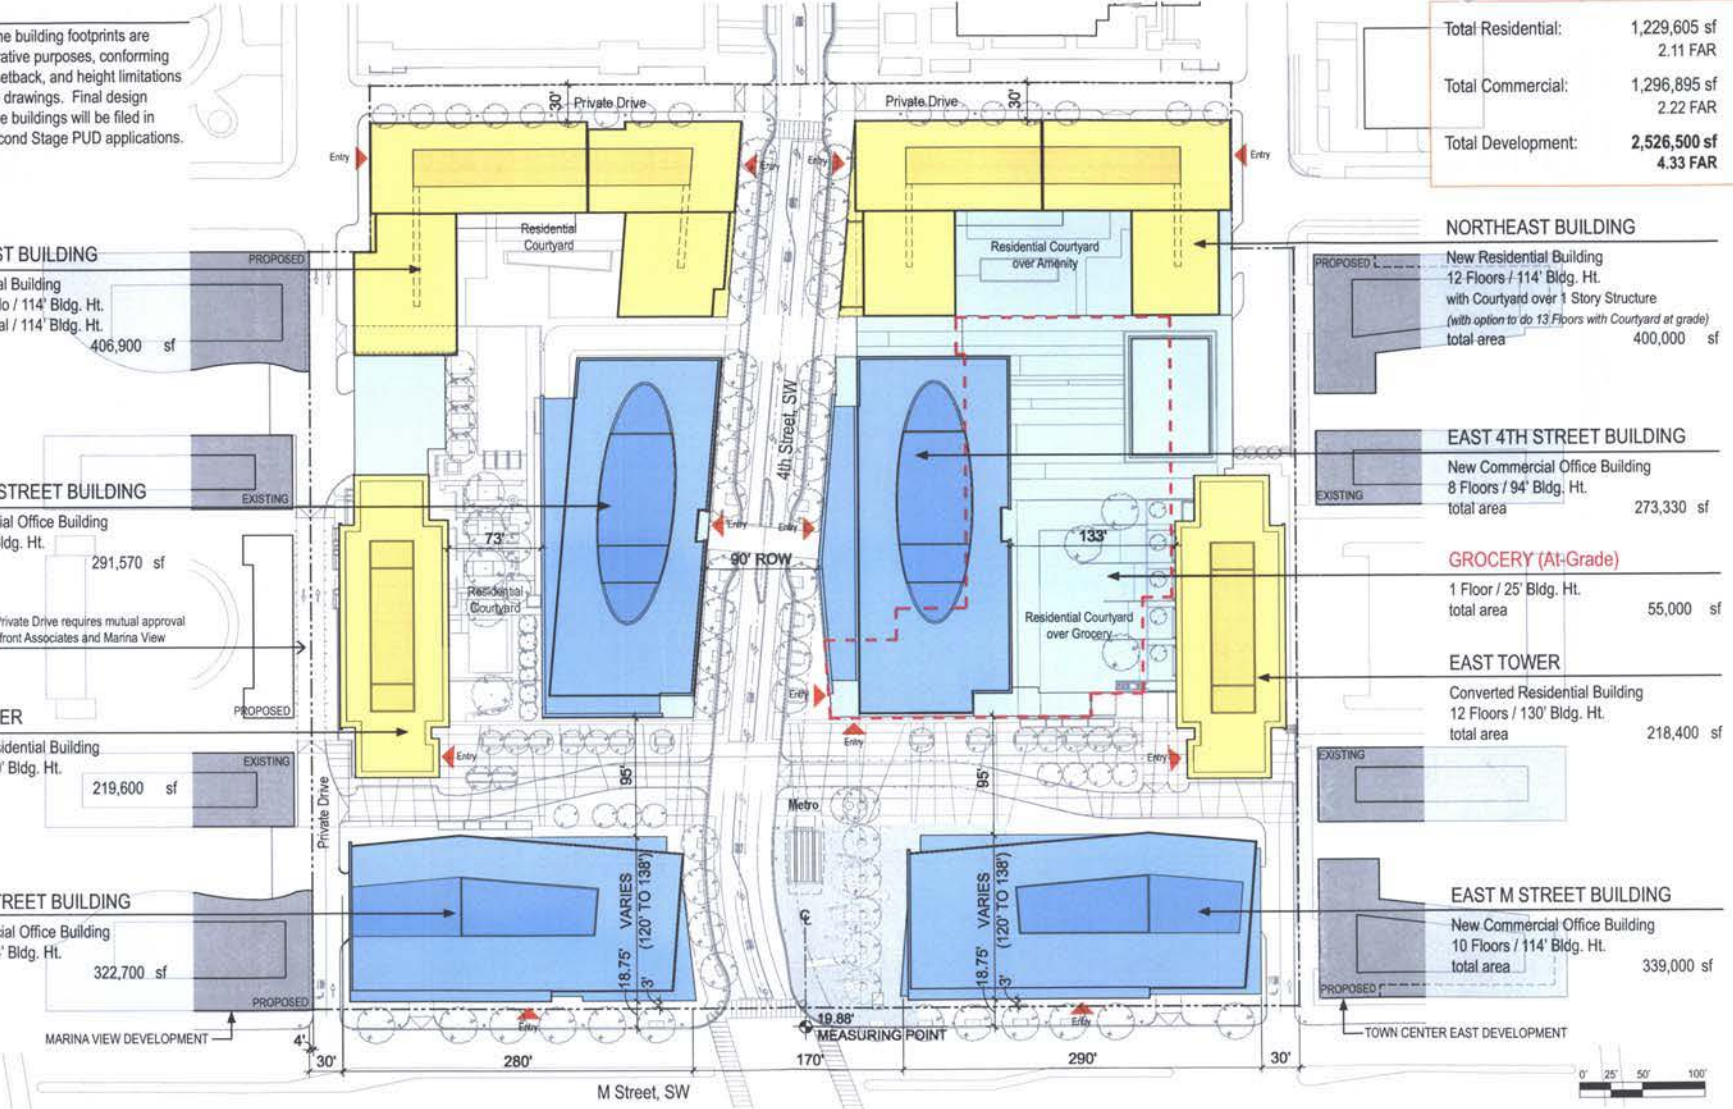 he building footprints are
rative purposes, conforming
etback, and height limitations
drawings. Final design
e buildings will be filed in
cond Stage PUD applications.
Total Residential: 1,229,605 sf
2.11 FAR
Total Commercial: 1,296,895 sf
2.22 FAR
Total Development: 2,526,500 sf
4.33 FAR
30'
Private Drive
Private Drive
30'
Entry
Entry
Entry
Entry
Residential
Courtyard
Residential Courtyard
over Amenity
ST BUILDING
al Building
do / 114' Bldg. Ht.
al / 114' Bldg. Ht.
406,900 sf
PROPOSED
NORTHEAST BUILDING
New Residential Building
12 Floors / 114' Bldg. Ht.
with Courtyard over 1 Story Structure
(with option to do 13 Floors with Courtyard at grade)
total area 400,000 sf
PROPOSED
4th Street, SW
STREET BUILDING
ial Office Building
Bldg. Ht.
291,570 sf
EXISTING
EAST 4TH STREET BUILDING
New Commercial Office Building
8 Floors / 94' Bldg. Ht.
total area 273,330 sf
EXISTING
73'
Entry
Entry
90' ROW
133'
Residential
Courtyard
Residential Courtyard
over Grocery
GROCERY (At-Grade)
1 Floor / 25' Bldg. Ht.
total area 55,000 sf
Private Drive requires mutual approval
front Associates and Marina View
PROPOSED
Entry
Entry
EAST TOWER
Converted Residential Building
12 Floors / 130' Bldg. Ht.
total area 218,400 sf
ER
sidential Building
' Bldg. Ht.
219,600 sf
EXISTING
EXISTING
Entry
Entry
95'
95'
Private Drive
Metro
18.75' VARIES
(120' TO 138')
3'
18.75' VARIES
(120' TO 138')
3'
TREET BUILDING
cial Office Building
' Bldg. Ht.
322,700 sf
PROPOSED
EAST M STREET BUILDING
New Commercial Office Building
10 Floors / 114' Bldg. Ht.
total area 339,000 sf
PROPOSED
Entry
Entry
19.88'
MEASURING POINT
MARINA VIEW DEVELOPMENT
TOWN CENTER EAST DEVELOPMENT
4'
30'
280'
170'
290'
30'
M Street, SW
0' 25' 50' 100'